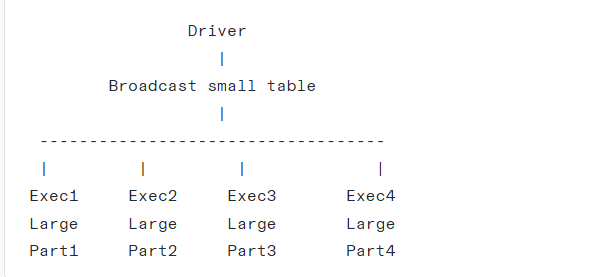 Driver
|
Broadcast small table
|
-----------------------------------
| | | |
Exec1 Exec2 Exec3 Exec4
Large Large Large Large
Part1 Part2 Part3 Part4